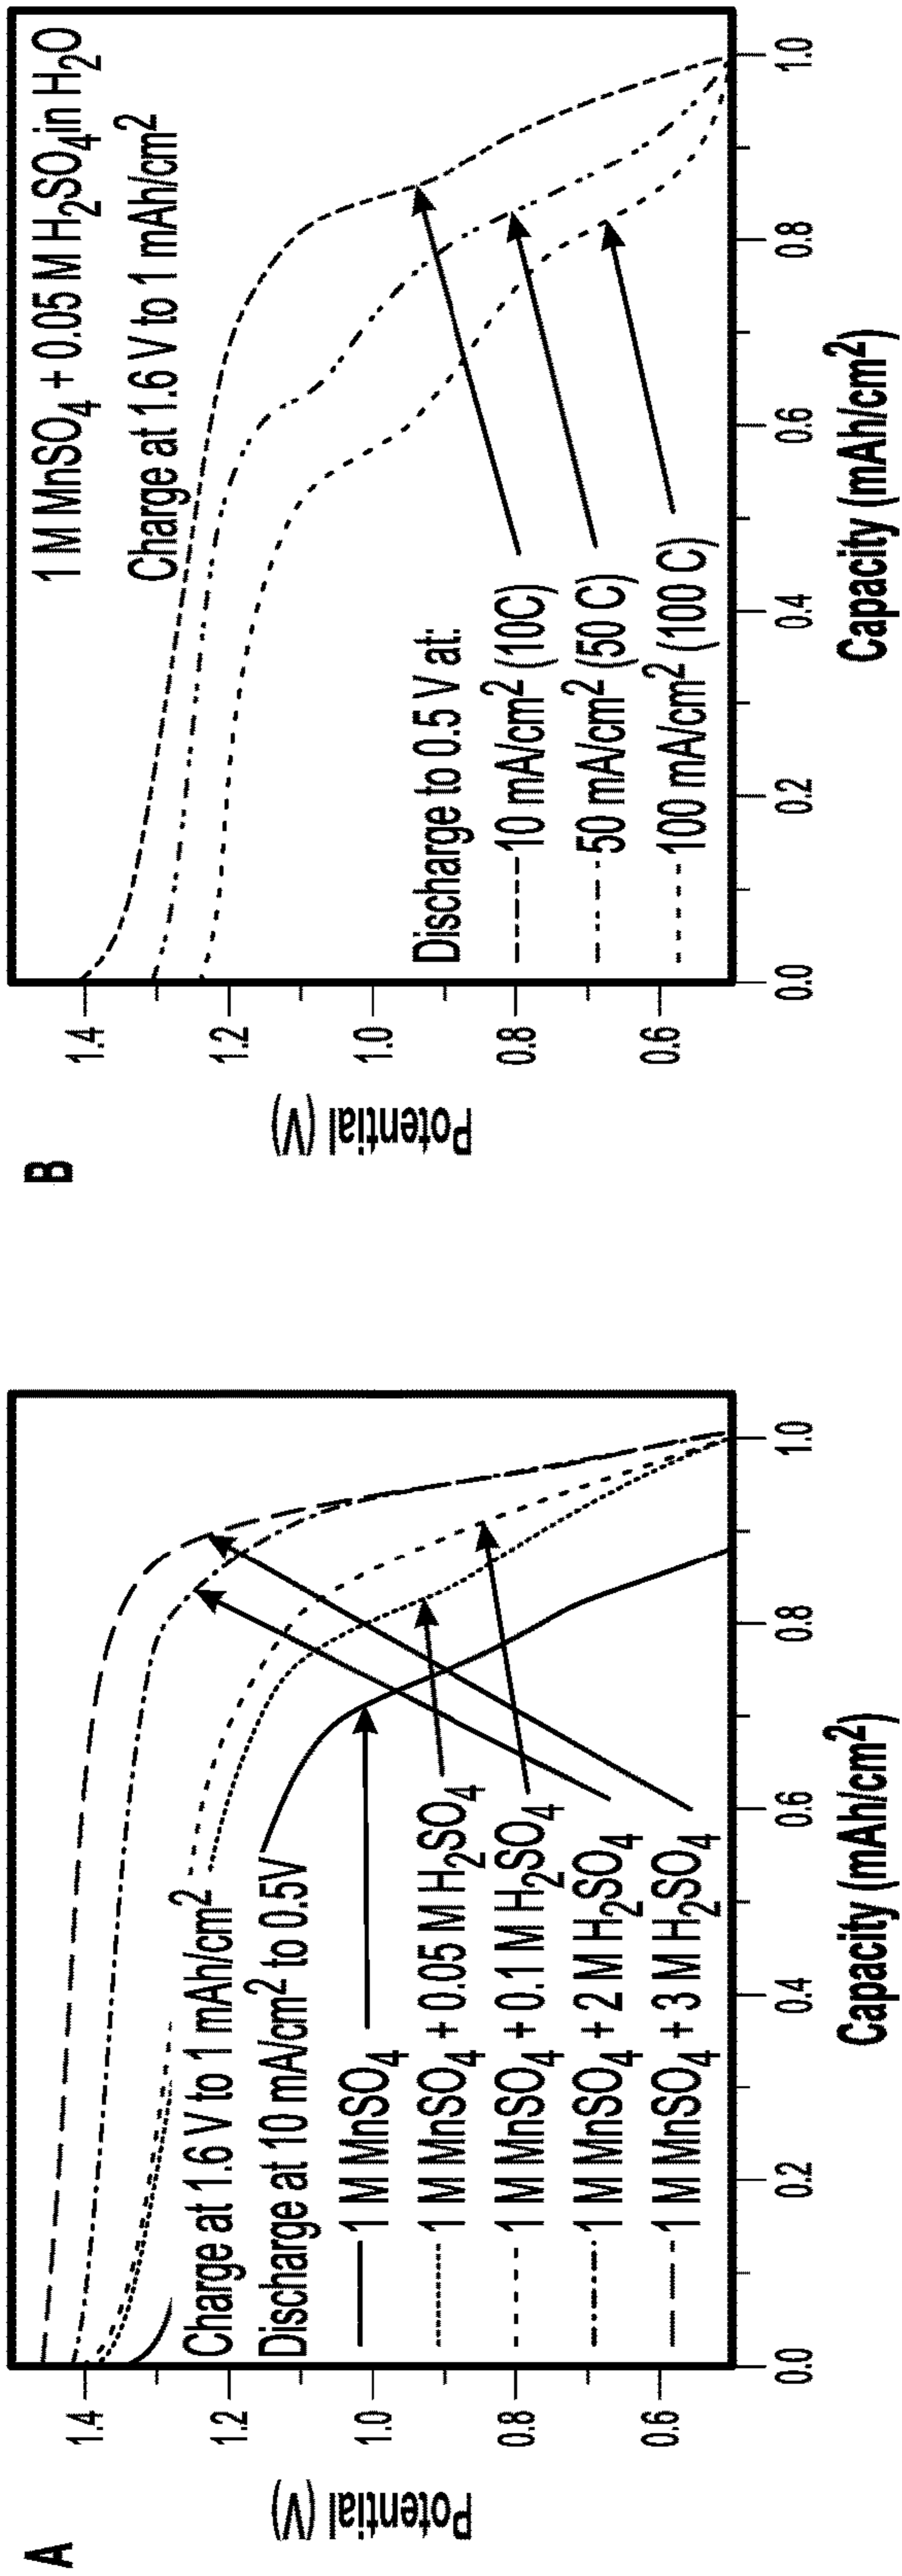 A
Potential (V)
1.4
1.2
1.0
0.8
0.6
Charge at 1.6 V to 1 mAh/cm2
Discharge at 10 mA/cm2 to 0.5V
1 M MnSO4
1 M MnSO4 + 0.05 M H2SO4
1 M MnSO4 + 0.1 M H2SO4
1 M MnSO4 + 2 M H2SO4
1 M MnSO4 + 3 M H2SO4
0.0 0.2 0.4 0.6 0.8 1.0
Capacity (mAh/cm2)
B
Potential (V)
1.4
1.2
1.0
0.8
0.6
1 M MnSO4 + 0.05 M H2SO4in H2O
Charge at 1.6 V to 1 mAh/cm2
Discharge to 0.5 V at:
10 mA/cm2 (10C)
50 mA/cm2 (50 C)
100 mA/cm2 (100 C)
0.0 0.2 0.4 0.6 0.8 1.0
Capacity (mAh/cm2)